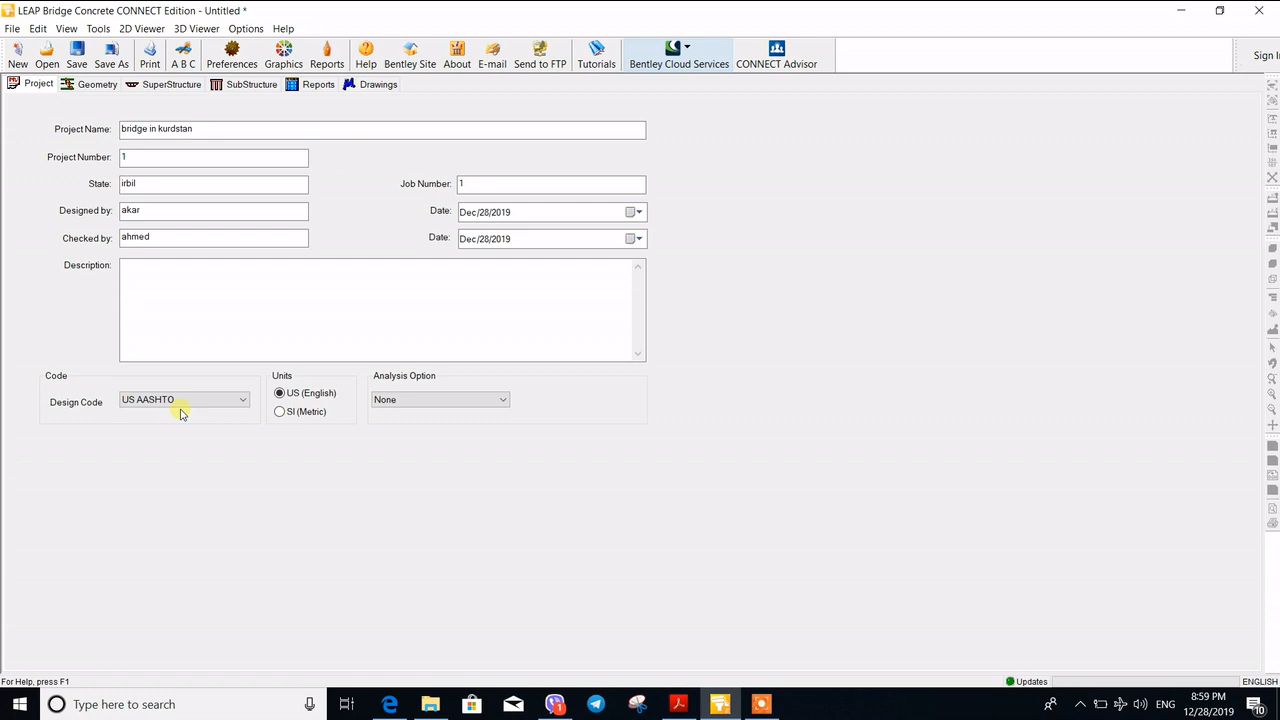 LEAP Bridge Concrete CONNECT Edition - Untitled *
File Edit View Tools 2D Viewer 3D Viewer Options Help
New Open Save Save As Print A B C Preferences Graphics Reports Help Bentley Site About E-mail Send to FTP Tutorials Bentley Cloud Services CONNECT Advisor Sign I
Project Geometry SuperStructure SubStructure Reports Drawings
Project Name: bridge in kurdstan
Project Number: 1
State: irbil Job Number: 1
Designed by: akar Date: Dec/28/2019
Checked by: ahmed Date: Dec/28/2019
Description:
Code Units Analysis Option
Design Code US AASHTO US (English) None
SI (Metric)
For Help, press F1 Updates ENGLISH
Type here to search ENG 8:59 PM
12/28/2019
1
10